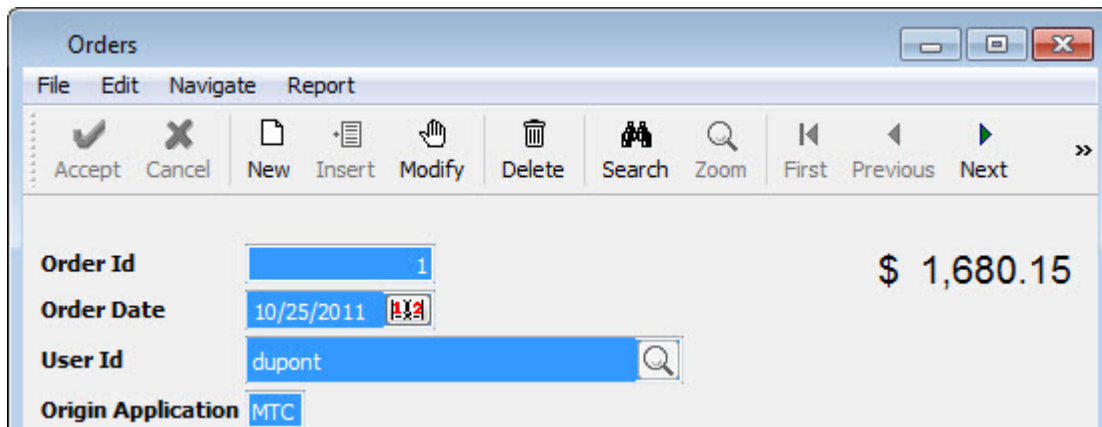 Orders
File Edit Navigate Report
Accept Cancel New Insert Modify Delete Search Zoom First Previous Next »
Order Id 1 $ 1,680.15
Order Date 10/25/2011
User Id dupont
Origin Application MTC